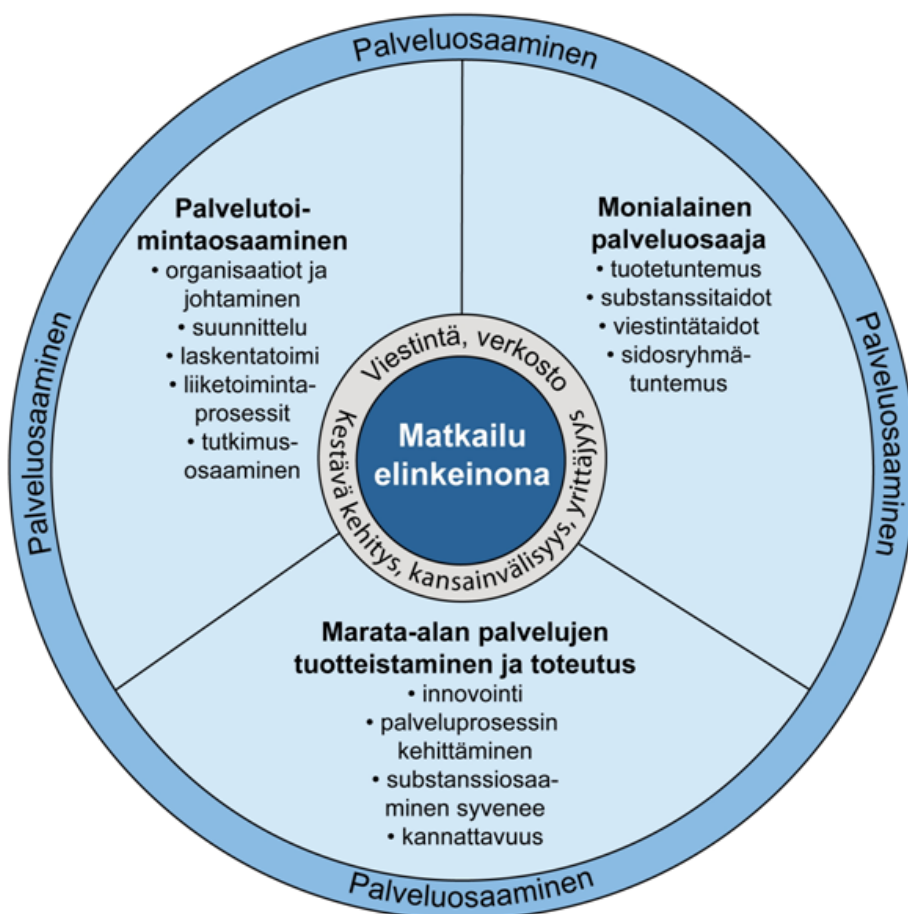 Palveluosaaminen
Palvelutoi-
mintaosaaminen
• organisaatiot ja
johtaminen
• suunnittelu
• laskentatoimi
• liiketoiminta-
prosessit
• tutkimus-
osaaminen
Monialainen
palveluosaaja
• tuotetuntemus
• substanssitaidot
• viestintätaidot
• sidosryhmä-
tuntemus
Palveluosaaminen
Palveluosaaminen
Viestintä, verkosto
Matkailu
elinkeinona
Kestävä kehitys, kansainvälisyys, yrittäjyys
Marata-alan palvelujen
tuotteistaminen ja toteutus
• innovointi
• palveluprosessin
kehittäminen
• substanssiosaa-
minen syvenee
• kannattavuus
Palveluosaaminen